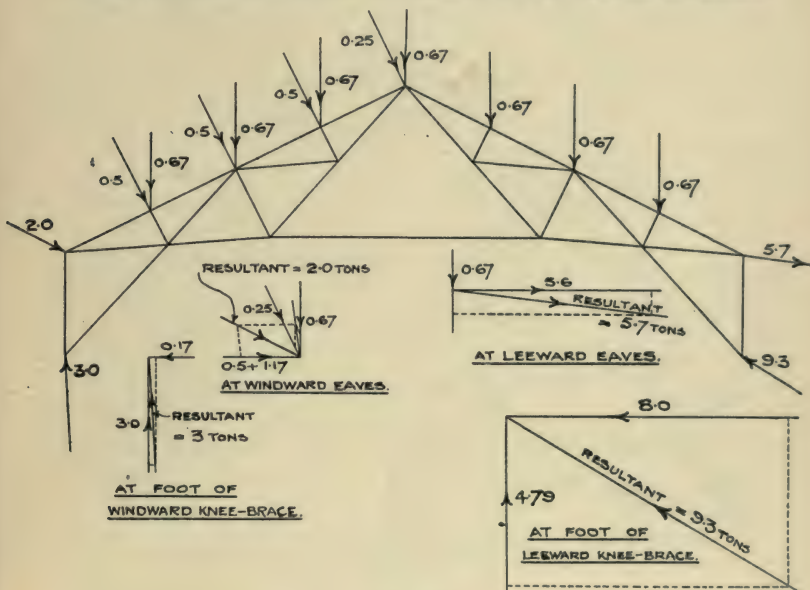 0·25
0·67
0·5
0·67
0·67
0·5
0·67
0·67
0·5
0·67
0·67
2·0
5·7
RESULTANT = 2·0 TONS
0·25
0·67
0·5+1·17
AT WINDWARD EAVES.
0·67
5·6
RESULTANT
= 5·7 TONS
AT LEEWARD EAVES.
3·0
9·3
0·17
3·0
RESULTANT
= 3 TONS
AT FOOT OF
WINDWARD KNEE-BRACE.
8·0
4·79
RESULTANT = 9·3 TONS
AT FOOT OF
LEEWARD KNEE-BRACE.